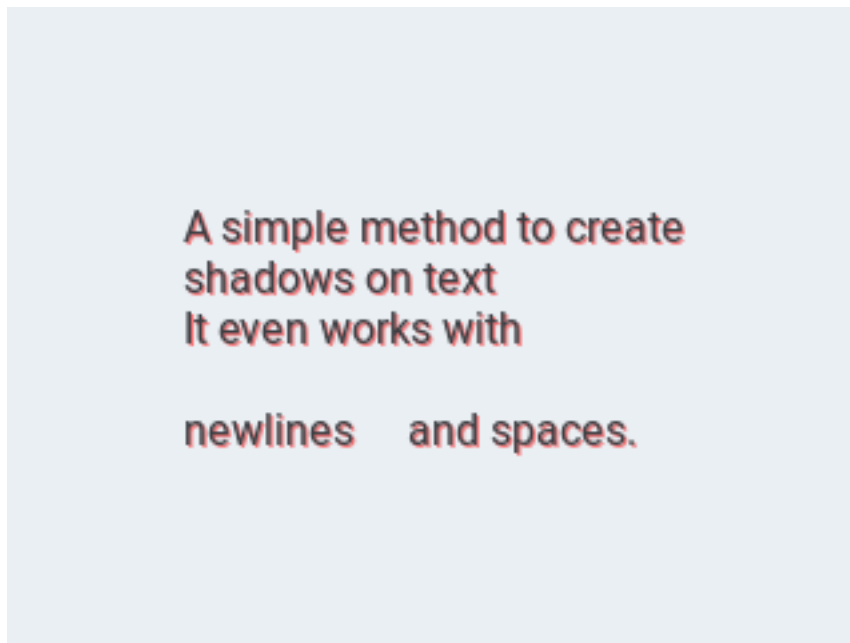 A simple method to create
shadows on text
It even works with

newlines     and spaces.